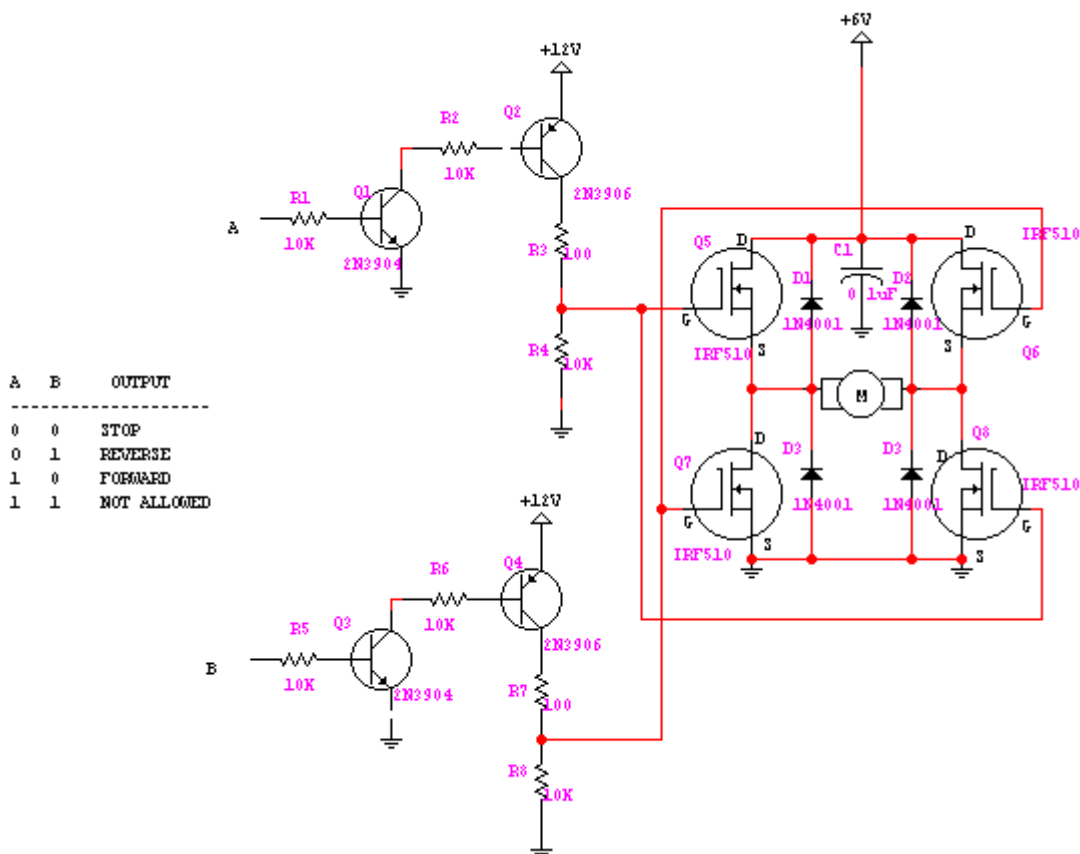 +6V
+12V
Q2
R2
10K
2N3906
R1
Q1
A
10K
2N3904
R3
100
R4
10K
Q5
D
D
IRF510
C1
D1
D2
0.1uF
1N4001
1N4001
G
G
IRF510
S
S
Q6
M
A B OUTPUT
----------------------
0 0 STOP
0 1 REVERSE
1 0 FORWARD
1 1 NOT ALLOWED
Q7
D
D3
D3
D
Q8
1N4001
1N4001
IRF510
G
G
IRF510
S
S
+12V
Q4
R6
10K
2N3906
R5
Q3
B
10K
2N3904
R7
100
R8
10K